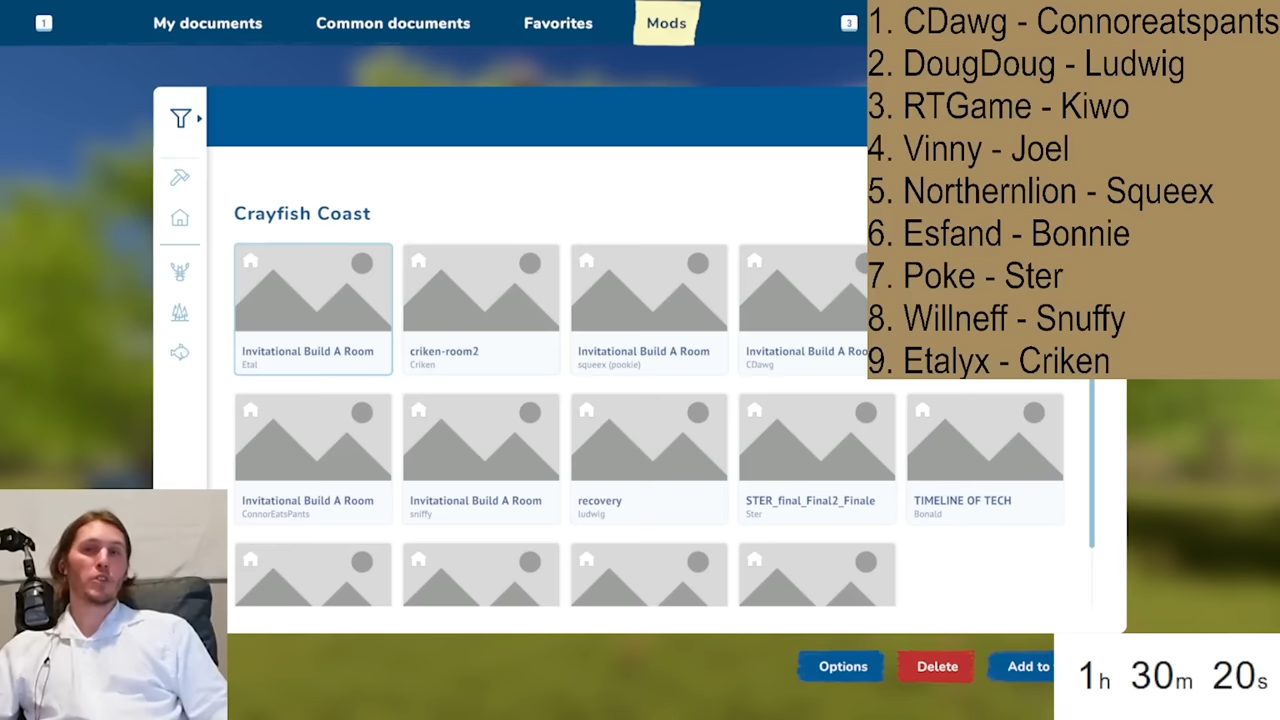 1
My documents
Common documents
Favorites
Mods
3
1. CDawg - Connoreatspants
2. DougDoug - Ludwig
3. RTGame - Kiwo
4. Vinny - Joel
5. Northernlion - Squeex
6. Esfand - Bonnie
7. Poke - Ster
8. Willneff - Snuffy
9. Etalyx - Criken
Crayfish Coast
Invitational Build A Room
Etal
criken-room2
Criken
Invitational Build A Room
squeex (pookie)
Invitational Build A Roo
CDawg
Invitational Build A Room
ConnorEatsPants
Invitational Build A Room
sniffy
recovery
ludwig
STER_final_Final2_Finale
Ster
TIMELINE OF TECH
Bonald
Options
Delete
Add to
1h 30m 20s